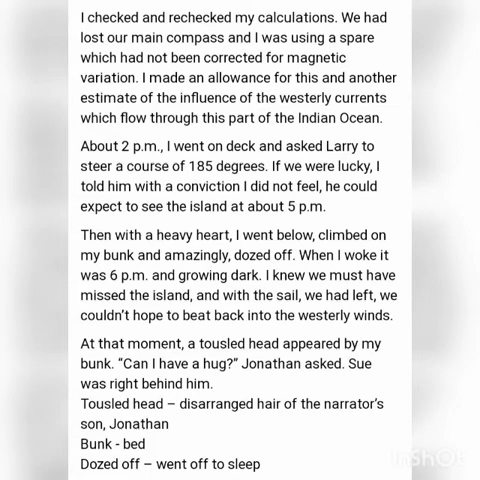 I checked and rechecked my calculations. We had
lost our main compass and I was using a spare
which had not been corrected for magnetic
variation. I made an allowance for this and another
estimate of the influence of the westerly currents
which flow through this part of the Indian Ocean.
About 2 p.m., I went on deck and asked Larry to
steer a course of 185 degrees. If we were lucky, I
told him with a conviction I did not feel, he could
expect to see the island at about 5 p.m.
Then with a heavy heart, I went below, climbed on
my bunk and amazingly, dozed off. When I woke it
was 6 p.m. and growing dark. I knew we must have
missed the island, and with the sail, we had left, we
couldn’t hope to beat back into the westerly winds.
At that moment, a tousled head appeared by my
bunk. “Can I have a hug?” Jonathan asked. Sue
was right behind him.
Tousled head – disarranged hair of the narrator’s
son, Jonathan
Bunk - bed
Dozed off – went off to sleep
InShOt